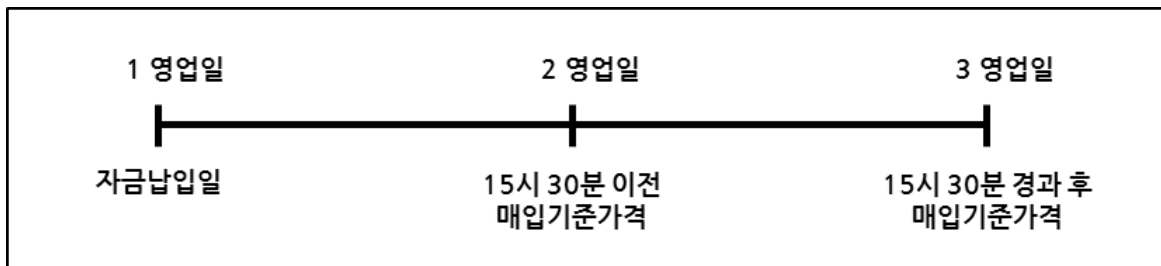 1 영업일
2 영업일
3 영업일
자금납입일
15시 30분 이전
매입기준가격
15시 30분 경과 후
매입기준가격